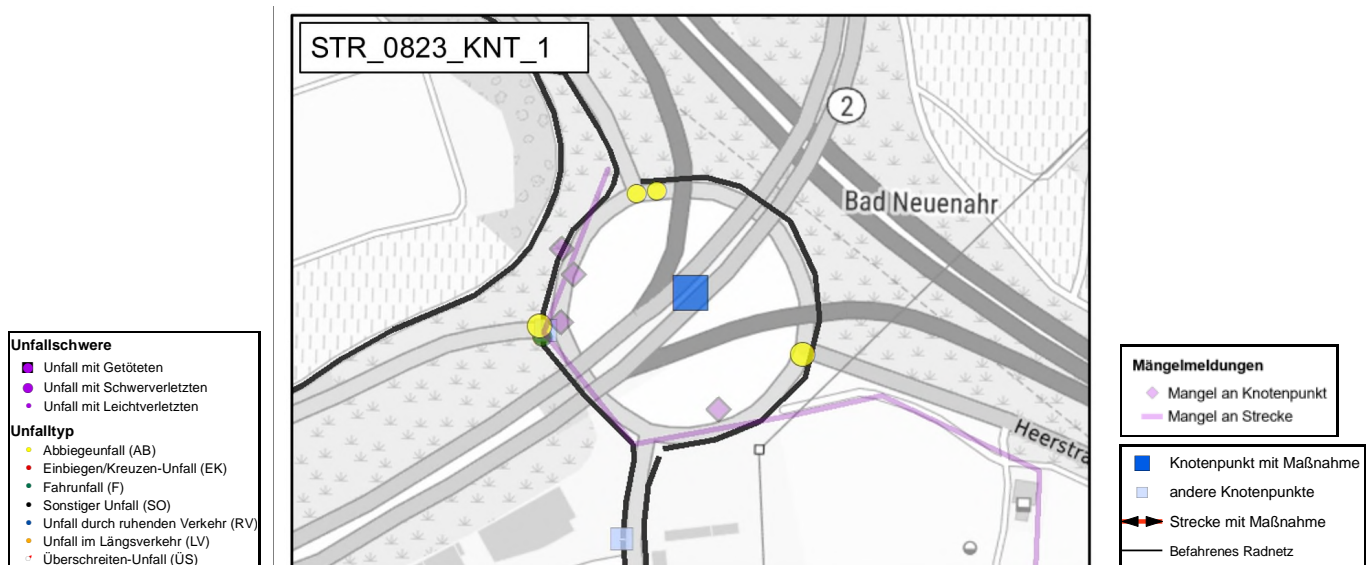 STR_0823_KNT_1
2
Bad Neuenahr
Heerstra
Unfallschwere
Unfall mit Getöteten
Unfall mit Schwerverletzten
Unfall mit Leichtverletzten
Unfalltyp
Abbiegeunfall (AB)
Einbiegen/Kreuzen-Unfall (EK)
Fahrunfall (F)
Sonstiger Unfall (SO)
Unfall durch ruhenden Verkehr (RV)
Unfall im Längsverkehr (LV)
Überschreiten-Unfall (ÜS)
Mängelmeldungen
Mangel an Knotenpunkt
Mangel an Strecke
Knotenpunkt mit Maßnahme
andere Knotenpunkte
Strecke mit Maßnahme
Befahrenes Radnetz